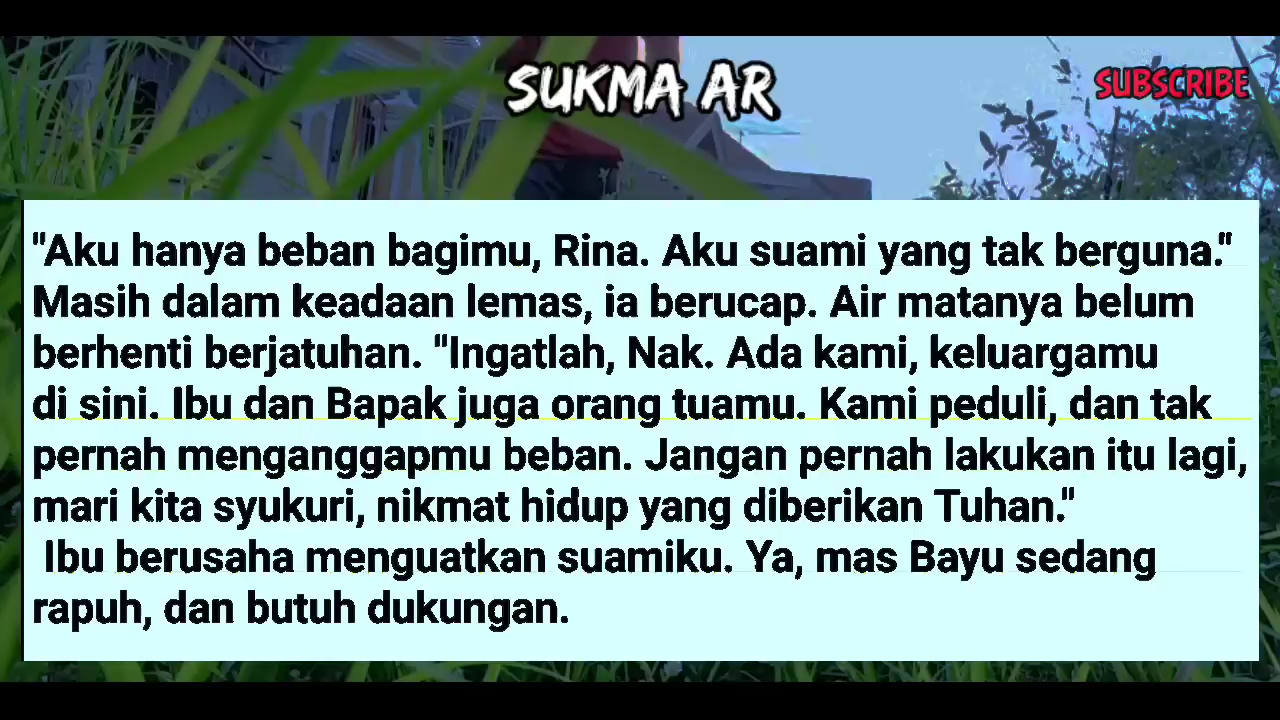 SUKMA AR
SUBSCRIBE
"Aku hanya beban bagimu, Rina. Aku suami yang tak berguna."
Masih dalam keadaan lemas, ia berucap. Air matanya belum
berhenti berjatuhan. "Ingatlah, Nak. Ada kami, keluargamu
di sini. Ibu dan Bapak juga orang tuamu. Kami peduli, dan tak
pernah menganggapmu beban. Jangan pernah lakukan itu lagi,
mari kita syukuri, nikmat hidup yang diberikan Tuhan."
Ibu berusaha menguatkan suamiku. Ya, mas Bayu sedang
rapuh, dan butuh dukungan.